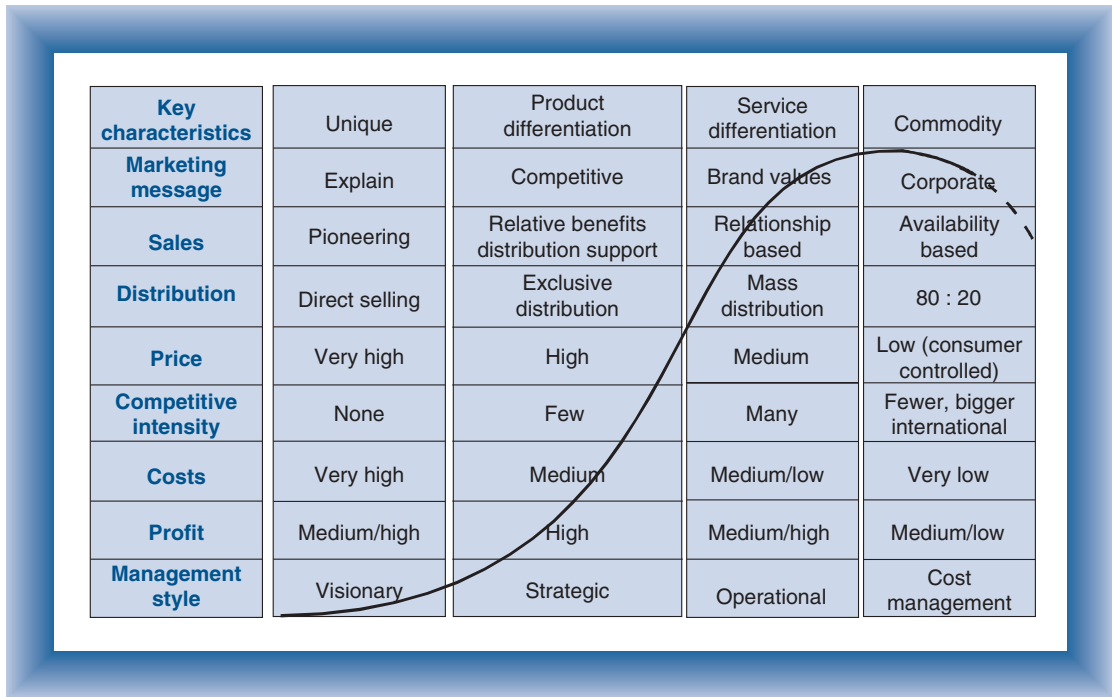 Key
characteristics
Unique
Product
differentiation
Service
differentiation
Commodity
Marketing
message
Explain
Competitive
Brand values
Corporate
Sales
Pioneering
Relative benefits
distribution support
Relationship
based
Availability
based
Distribution
Direct selling
Exclusive
distribution
Mass
distribution
80 : 20
Price
Very high
High
Medium
Low (consumer
controlled)
Competitive
intensity
None
Few
Many
Fewer, bigger
international
Costs
Very high
Medium
Medium/low
Very low
Profit
Medium/high
High
Medium/high
Medium/low
Management
style
Visionary
Strategic
Operational
Cost
management